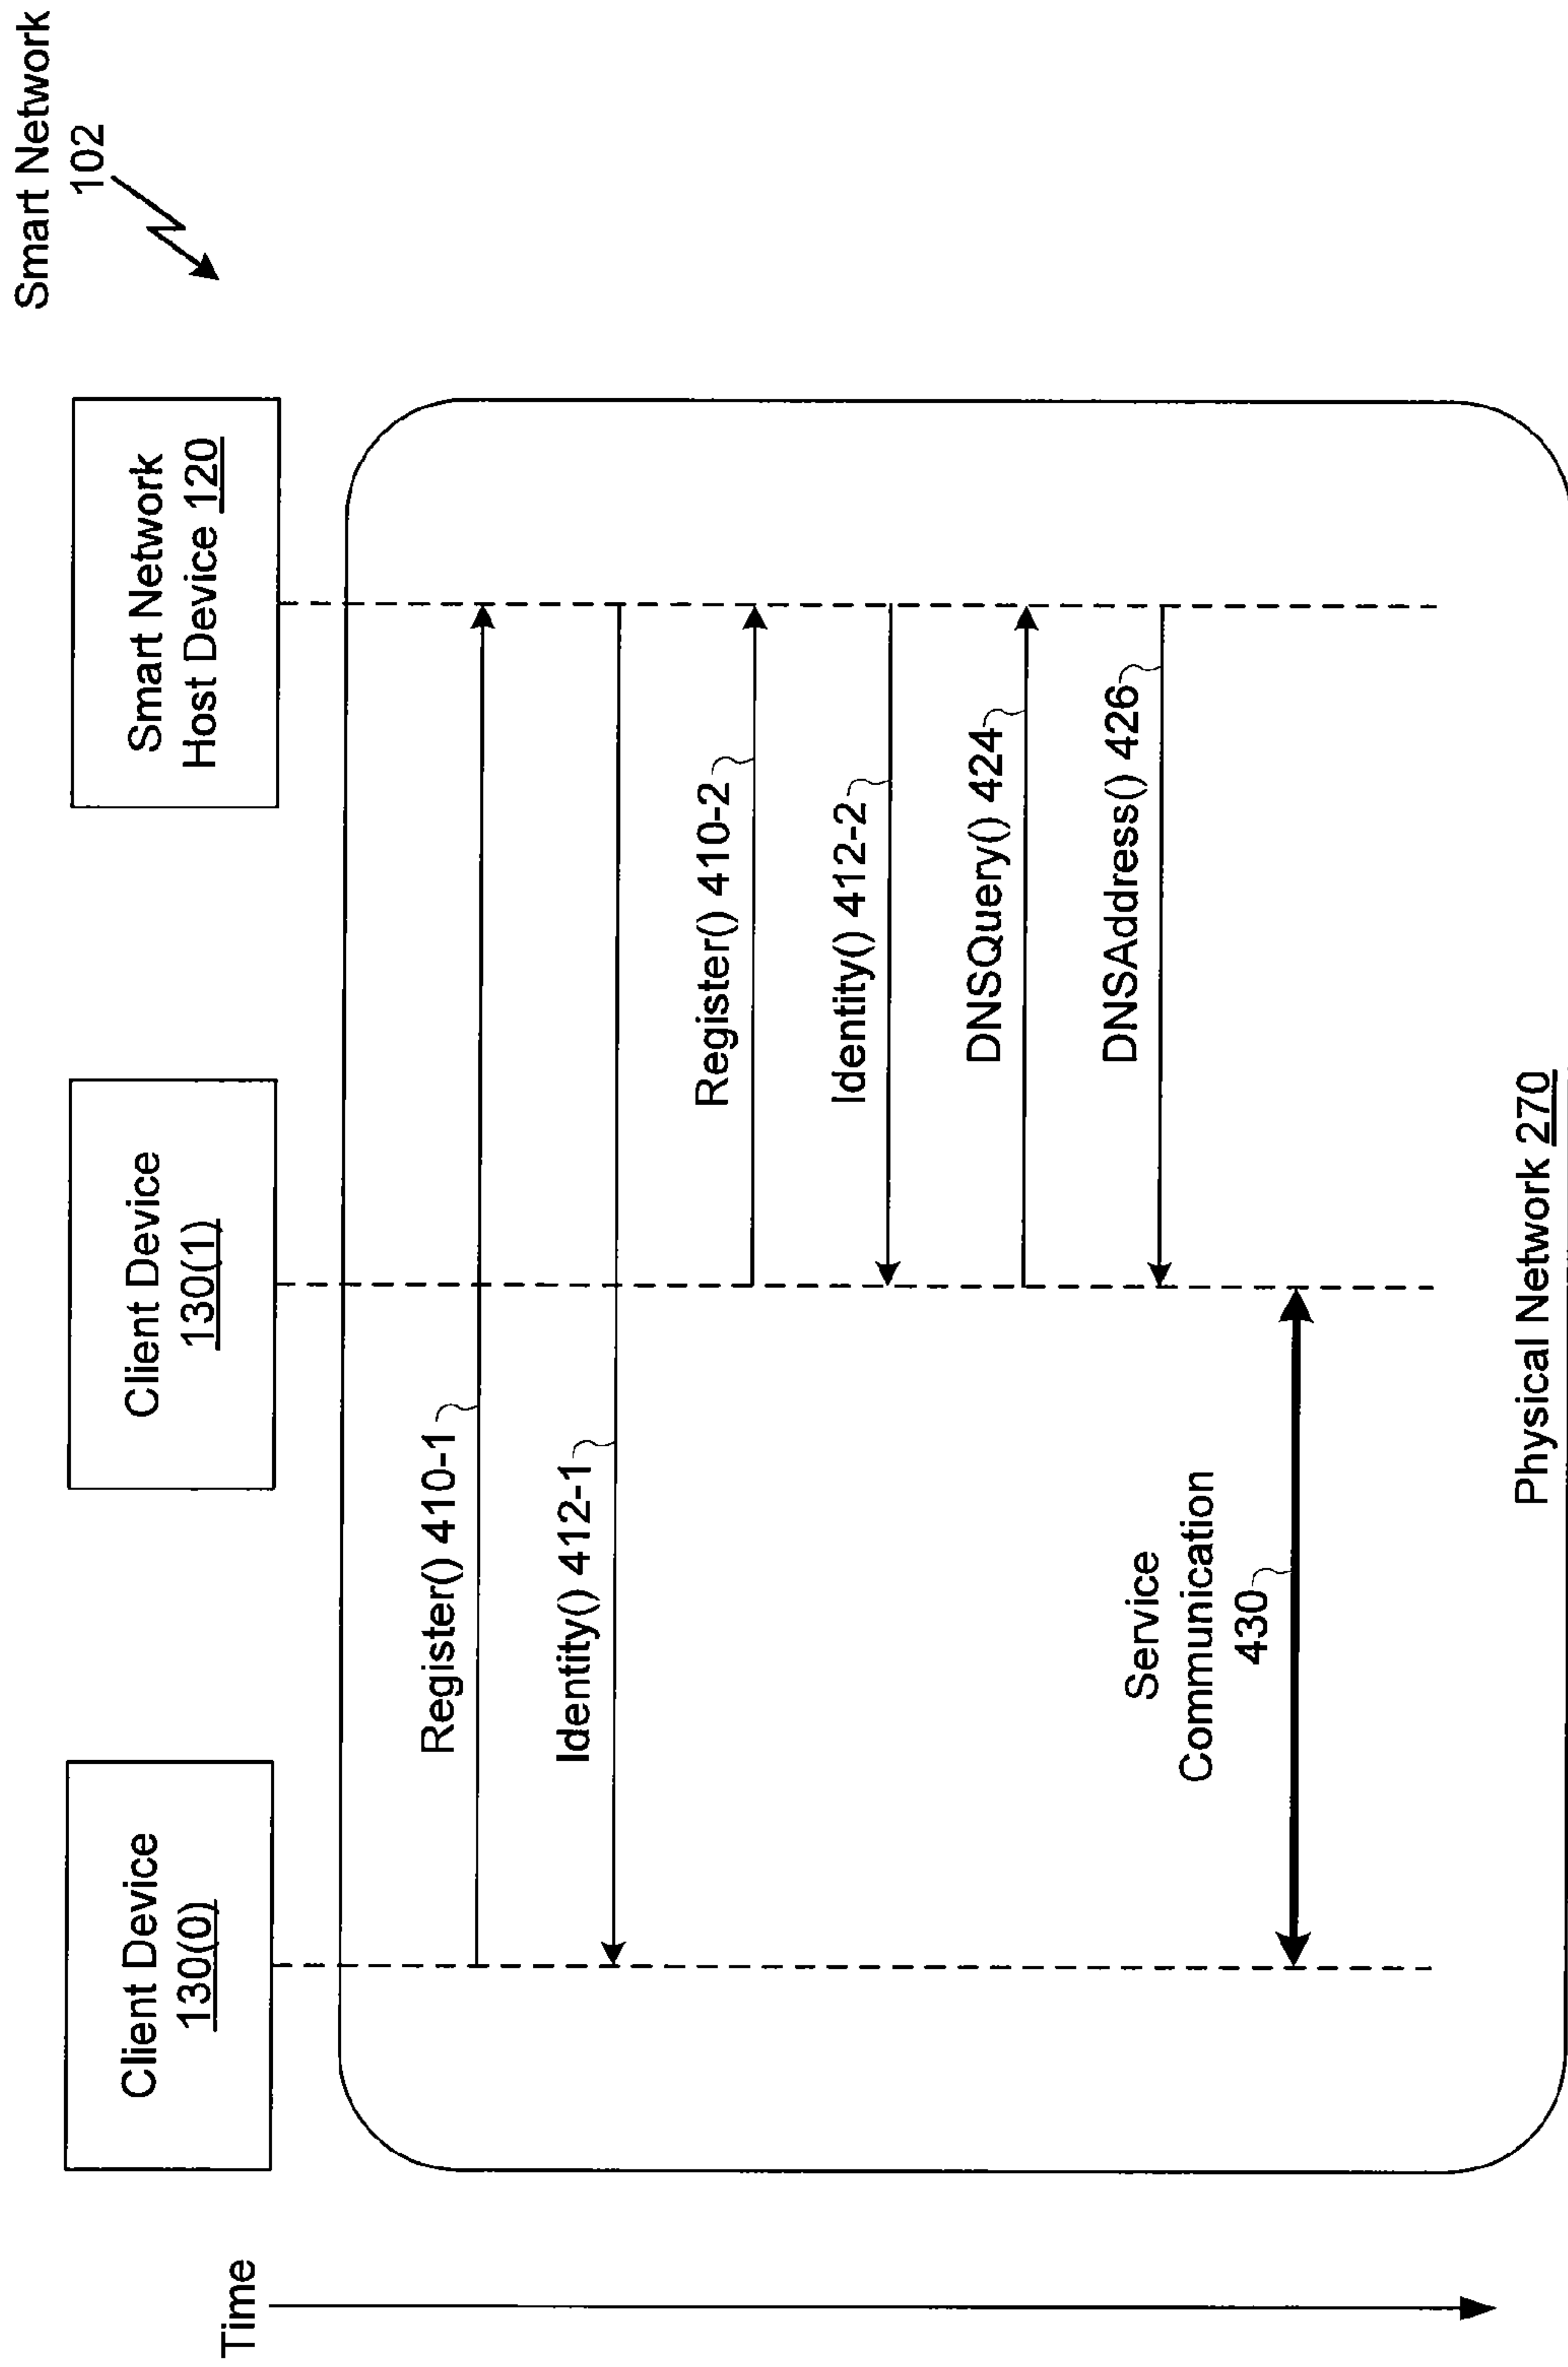 Smart Network
102
Client Device
130(0)
Client Device
130(1)
Smart Network
Host Device 120
Time
Register() 410-1
Identity() 412-1
Register() 410-2
Identity() 412-2
DNSQuery() 424
DNSAddress() 426
Service
Communication
430
Physical Network 270